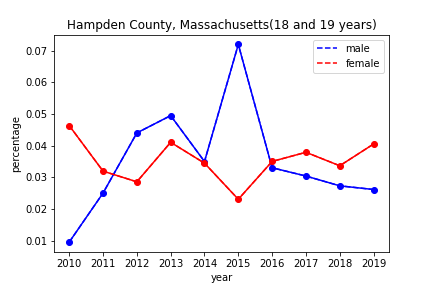 Hampden County, Massachusetts(18 and 19 years)
male
female
percentage
0.07
0.06
0.05
0.04
0.03
0.02
0.01
2010 2011 2012 2013 2014 2015 2016 2017 2018 2019
year